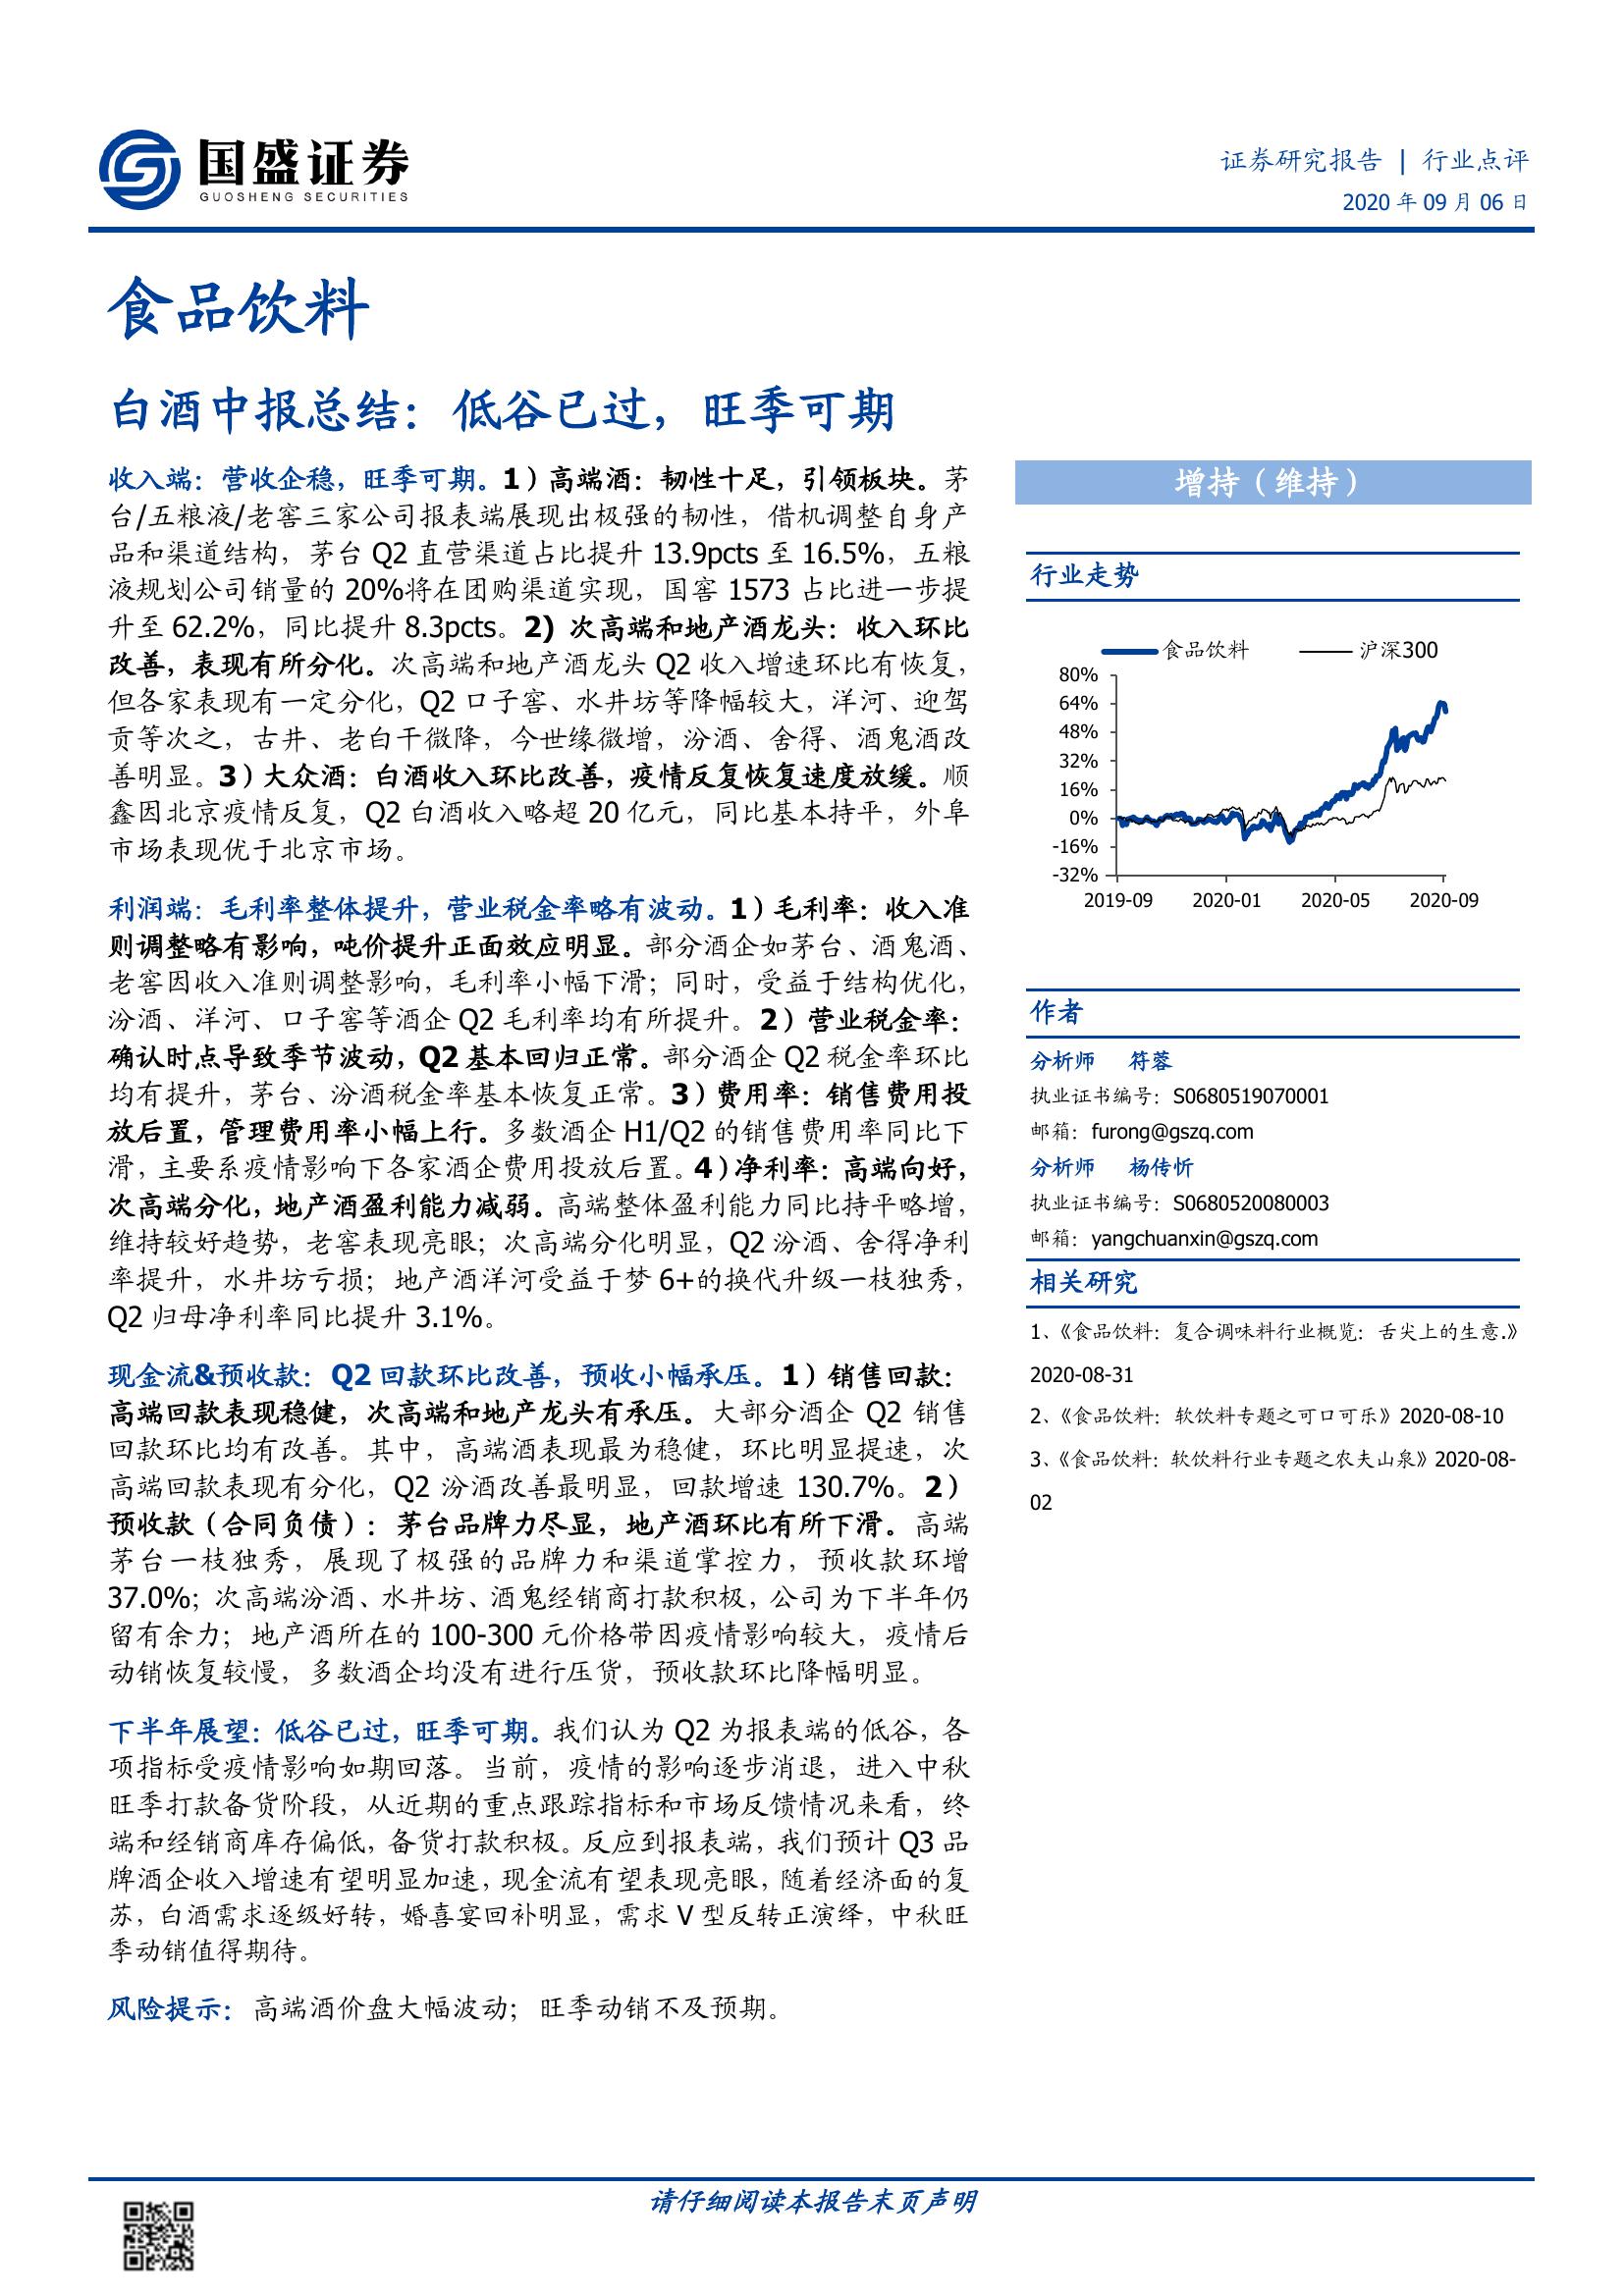 国盛证券
GUOSHENG SECURITIES
证券研究报告 | 行业点评
2020 年 09 月 06 日
食品饮料
白酒中报总结：低谷已过，旺季可期
收入端：营收企稳，旺季可期。1）高端酒：韧性十足，引领板块。茅
台/五粮液/老窖三家公司报表端展现出极强的韧性，借机调整自身产
品和渠道结构，茅台 Q2 直营渠道占比提升 13.9pcts 至 16.5%，五粮
液规划公司销量的 20%将在团购渠道实现，国窖 1573 占比进一步提
升至 62.2%，同比提升 8.3pcts。2) 次高端和地产酒龙头：收入环比
改善，表现有所分化。次高端和地产酒龙头 Q2 收入增速环比有恢复，
但各家表现有一定分化，Q2 口子窖、水井坊等降幅较大，洋河、迎驾
贡等次之，古井、老白干微降，今世缘微增，汾酒、舍得、酒鬼酒改
善明显。3）大众酒：白酒收入环比改善，疫情反复恢复速度放缓。顺
鑫因北京疫情反复，Q2 白酒收入略超 20 亿元，同比基本持平，外阜
市场表现优于北京市场。
利润端：毛利率整体提升，营业税金率略有波动。1）毛利率：收入准
则调整略有影响，吨价提升正面效应明显。部分酒企如茅台、酒鬼酒、
老窖因收入准则调整影响，毛利率小幅下滑；同时，受益于结构优化，
汾酒、洋河、口子窖等酒企 Q2 毛利率均有所提升。2）营业税金率：
确认时点导致季节波动，Q2 基本回归正常。部分酒企 Q2 税金率环比
均有提升，茅台、汾酒税金率基本恢复正常。3）费用率：销售费用投
放后置，管理费用率小幅上行。多数酒企 H1/Q2 的销售费用率同比下
滑，主要系疫情影响下各家酒企费用投放后置。4）净利率：高端向好，
次高端分化，地产酒盈利能力减弱。高端整体盈利能力同比持平略增，
维持较好趋势，老窖表现亮眼；次高端分化明显，Q2 汾酒、舍得净利
率提升，水井坊亏损；地产酒洋河受益于梦 6+的换代升级一枝独秀，
Q2 归母净利率同比提升 3.1%。
现金流&预收款：Q2 回款环比改善，预收小幅承压。1）销售回款：
高端回款表现稳健，次高端和地产龙头有承压。大部分酒企 Q2 销售
回款环比均有改善。其中，高端酒表现最为稳健，环比明显提速，次
高端回款表现有分化，Q2 汾酒改善最明显，回款增速 130.7%。2）
预收款（合同负债）：茅台品牌力尽显，地产酒环比有所下滑。高端
茅台一枝独秀，展现了极强的品牌力和渠道掌控力，预收款环增
37.0%；次高端汾酒、水井坊、酒鬼经销商打款积极，公司为下半年仍
留有余力；地产酒所在的 100-300 元价格带因疫情影响较大，疫情后
动销恢复较慢，多数酒企均没有进行压货，预收款环比降幅明显。
下半年展望：低谷已过，旺季可期。我们认为 Q2 为报表端的低谷，各
项指标受疫情影响如期回落。当前，疫情的影响逐步消退，进入中秋
旺季打款备货阶段，从近期的重点跟踪指标和市场反馈情况来看，终
端和经销商库存偏低，备货打款积极。反应到报表端，我们预计 Q3 品
牌酒企收入增速有望明显加速，现金流有望表现亮眼，随着经济面的复
苏，白酒需求逐级好转，婚喜宴回补明显，需求 V 型反转正演绎，中秋旺
季动销值得期待。
风险提示：高端酒价盘大幅波动；旺季动销不及预期。
增持（维持）
行业走势
食品饮料 沪深300
80%
64%
48%
32%
16%
0%
-16%
-32%
2019-09 2020-01 2020-05 2020-09
作者
分析师 符蓉
执业证书编号：S0680519070001
邮箱：furong@gszq.com
分析师 杨传忻
执业证书编号：S0680520080003
邮箱：yangchuanxin@gszq.com
相关研究
1、《食品饮料：复合调味料行业概览：舌尖上的生意.》
2020-08-31
2、《食品饮料：软饮料专题之可口可乐》2020-08-10
3、《食品饮料：软饮料行业专题之农夫山泉》2020-08-
02
请仔细阅读本报告末页声明